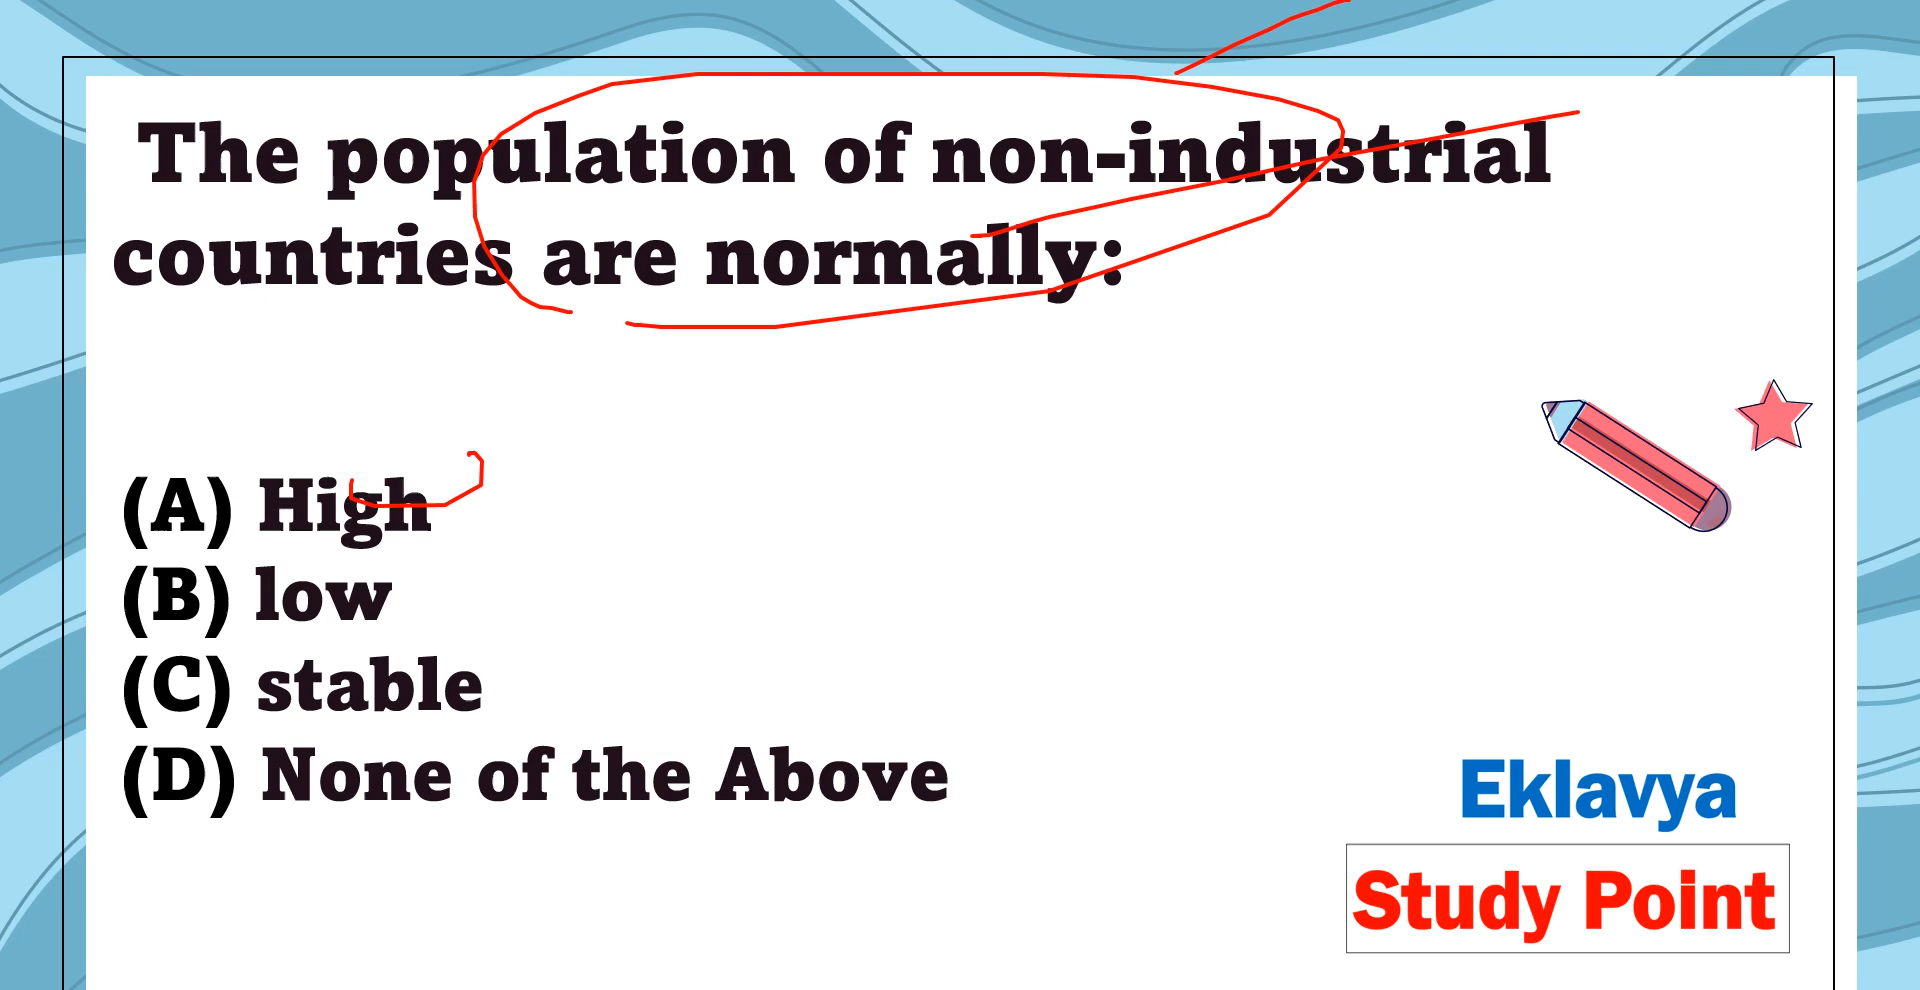 The population of non-industrial
countries are normally:
(A) High
(B) low
(C) stable
(D) None of the Above
Eklavya
Study Point